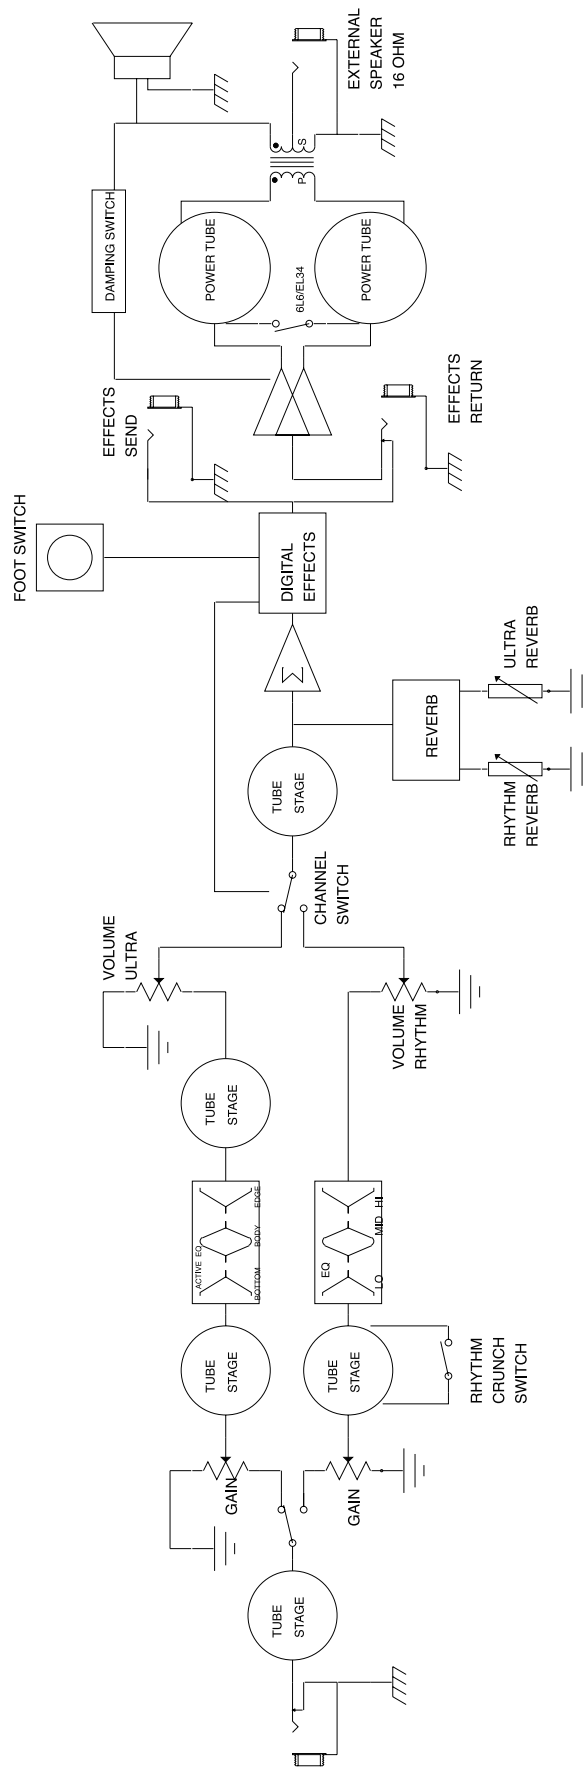 TUBE
STAGE
GAIN
GAIN
TUBE
STAGE
TUBE
STAGE
RHYTHM
CRUNCH
SWITCH
ACTIVE EQ
BOTTOM
BODY
EDGE
EQ
LO
MID
HI
TUBE
STAGE
VOLUME
ULTRA
VOLUME
RHYTHM
CHANNEL
SWITCH
TUBE
STAGE
REVERB
RHYTHM
REVERB
ULTRA
REVERB
Σ
DIGITAL
EFFECTS
FOOT SWITCH
EFFECTS
SEND
EFFECTS
RETURN
DAMPING SWITCH
POWER TUBE
6L6/EL34
POWER TUBE
P
S
EXTERNAL
SPEAKER
16 OHM